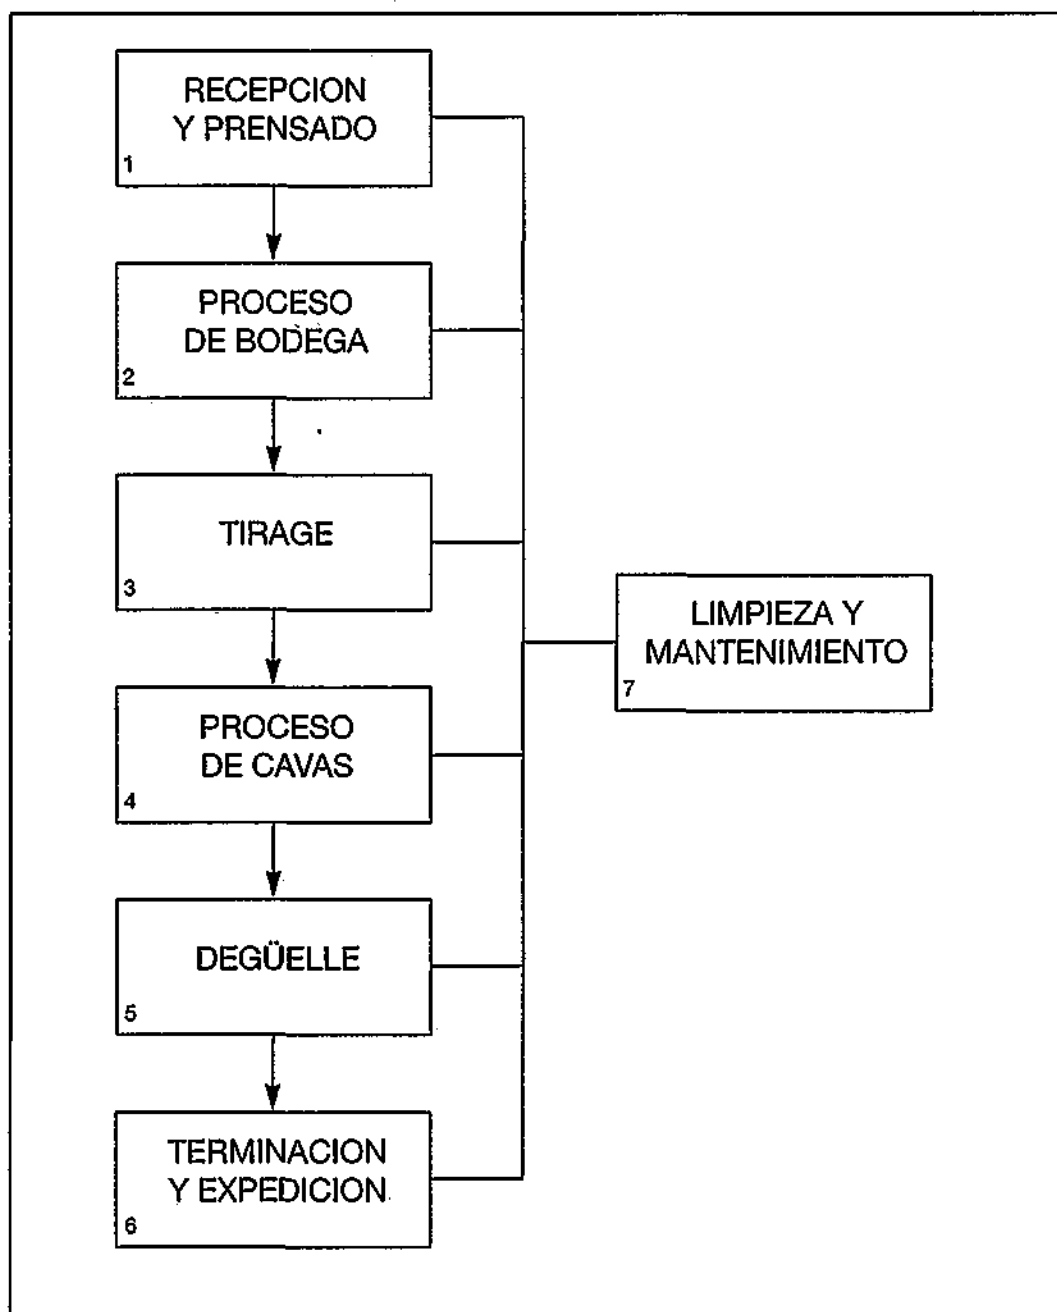 RECEPCION
Y PRENSADO
1
PROCESO
DE BODEGA
2
TIRAGE
3
PROCESO
DE CAVAS
4
DEGÜELLE
5
TERMINACION
Y EXPEDICION
6
LIMPIEZA Y
MANTENIMIENTO
7